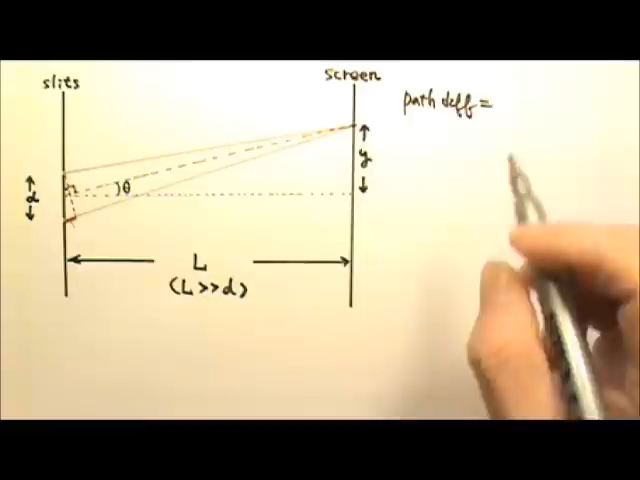 slits
screen
path diff =
y
d
θ
L
(L >> d)